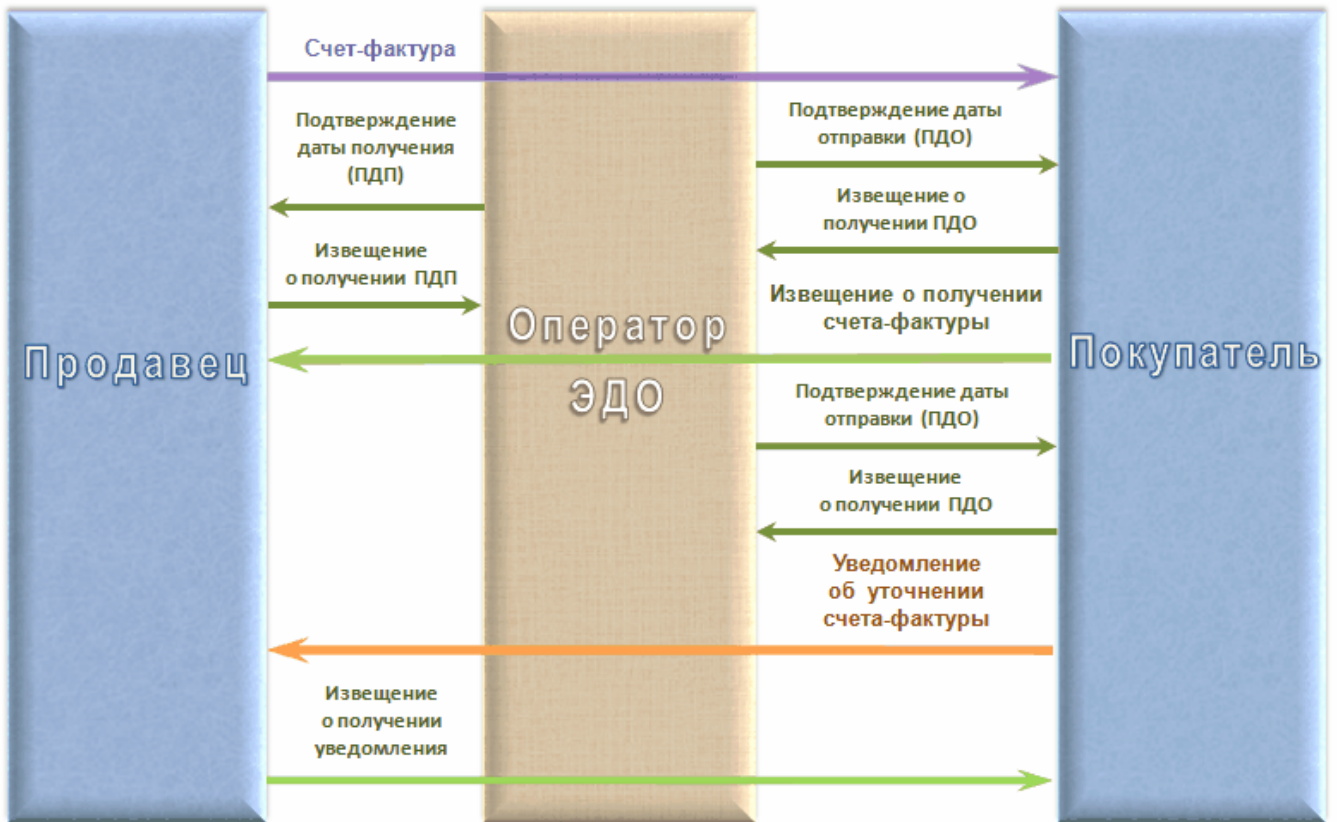 Счет-фактура
Подтверждение
даты получения
(ПДП)
Подтверждение даты
отправки (ПДО)
Извещение о
получении ПДО
Извещение
о получении ПДП
Извещение о получении
счета-фактуры
Продавец
Оператор
ЭДО
Покупатель
Подтверждение даты
отправки (ПДО)
Извещение
о получении ПДО
Уведомление
об уточнении
счета-фактуры
Извещение
о получении
уведомления